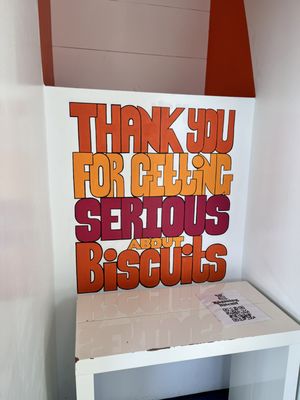 THANK YOU
FOR GETTING
SERIOUS
ABOUT
BISCUITS